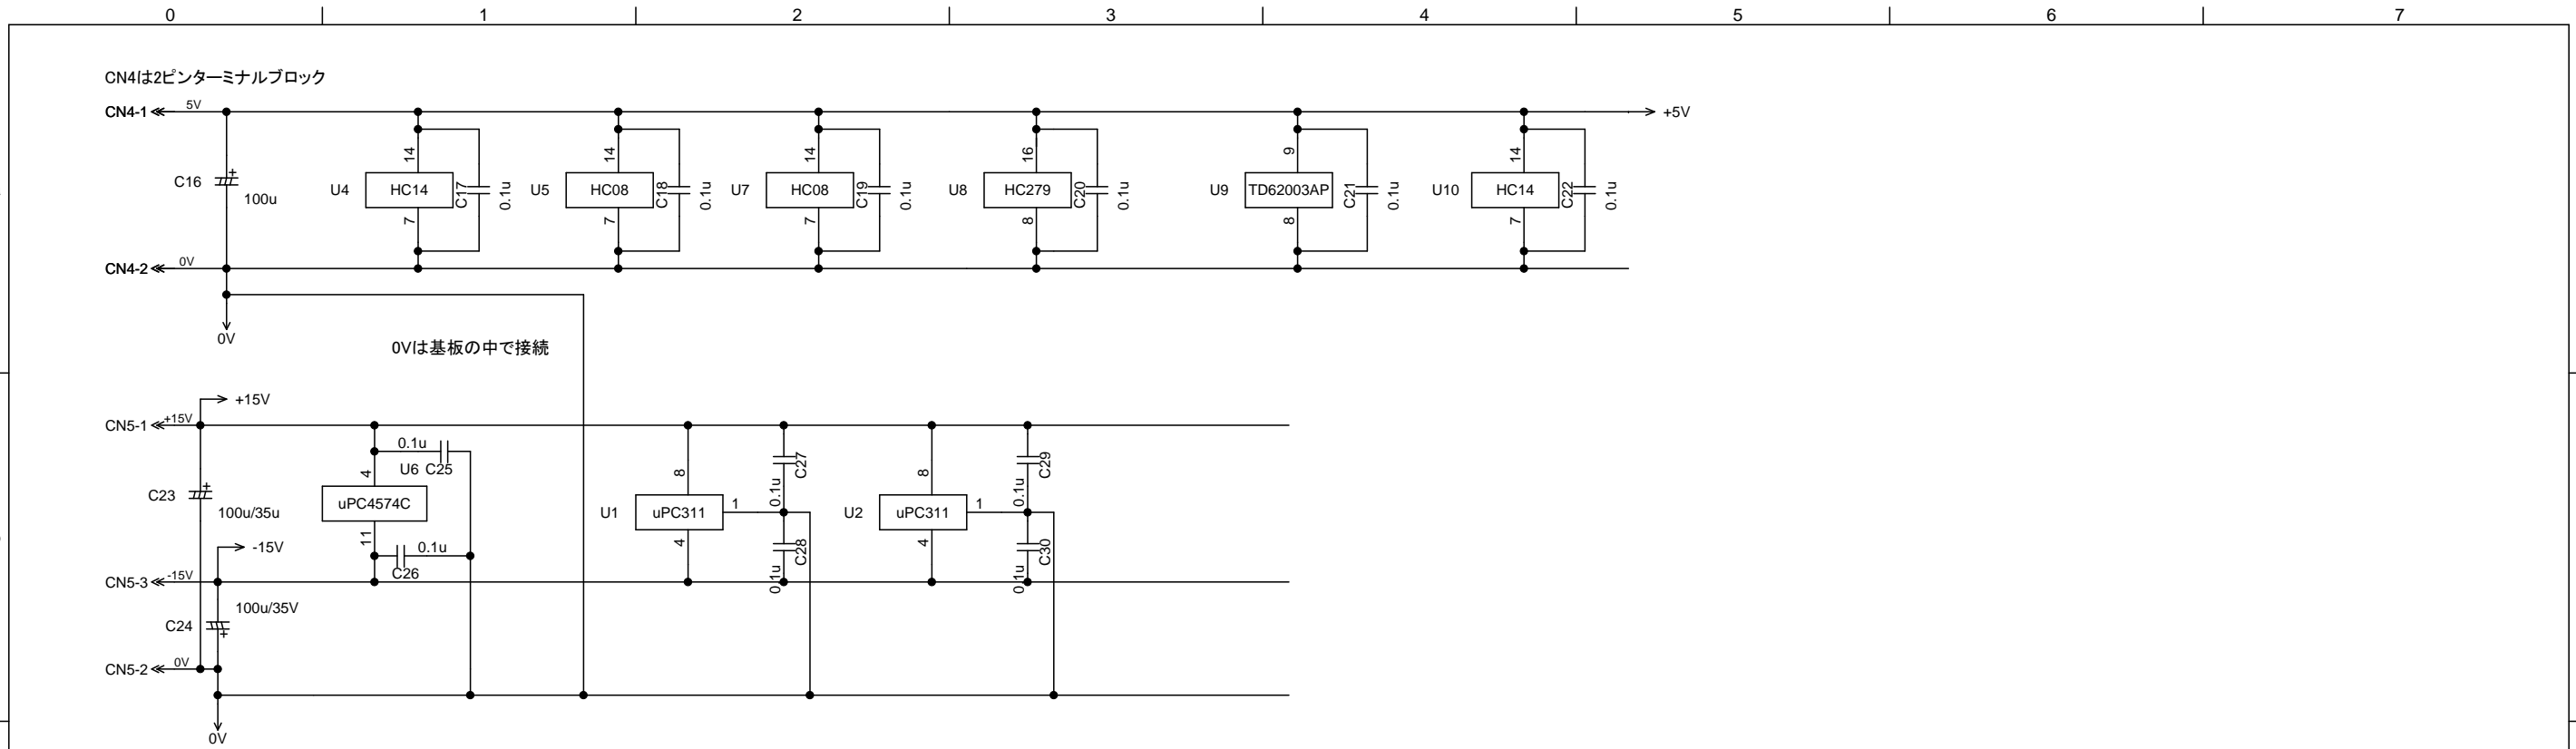 0 1 2 3 4 5 6 7
CN4は2ピンターミナルブロック
CN4-1 5V +5V
C16 100u
U4 HC14 14 7 C17 0.1u
U5 HC08 14 7 C18 0.1u
U7 HC08 14 7 C19 0.1u
U8 HC279 16 8 C20 0.1u
U9 TD62003AP 9 8 C21 0.1u
U10 HC14 14 7 C22 0.1u
CN4-2 0V
0V
0Vは基板の中で接続
+15V
CN5-1 +15V
C23 100u/35u
0.1u
U6 C25
4 uPC4574C 11
0.1u
C26
U1 uPC311 8 1 4 C27 0.1u C28 0.1u
U2 uPC311 8 1 4 C29 0.1u C30 0.1u
-15V
CN5-3 -15V
100u/35V
C24
CN5-2 0V
0V